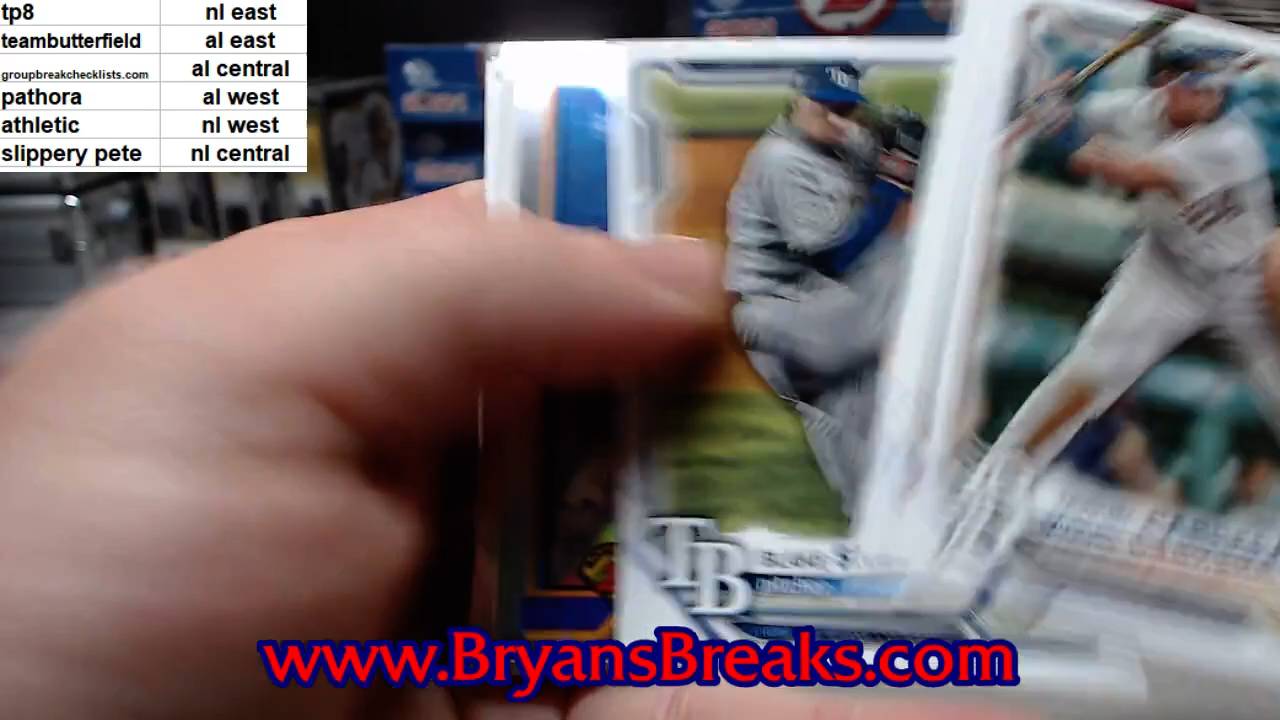 tp8 nl east
teambutterfield al east
groupbreakchecklists.com al central
pathora al west
athletic nl west
slippery pete nl central
TB
TB
www.BryansBreaks.com